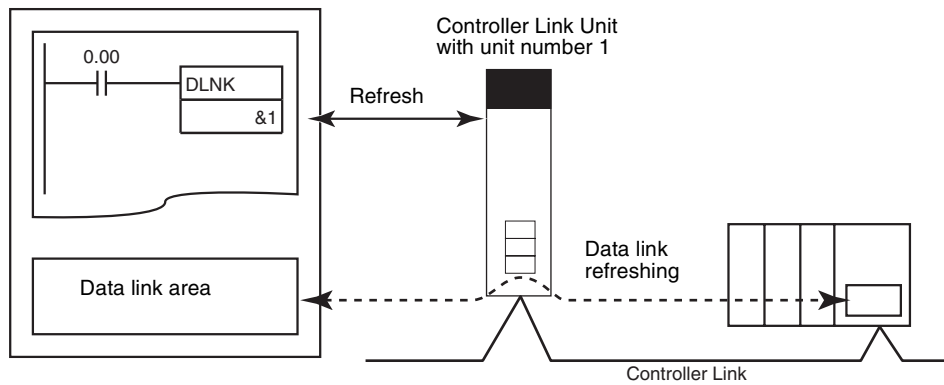 Controller Link Unit
with unit number 1
0.00
DLNK
&1
Refresh
Data link
refreshing
Data link area
Controller Link